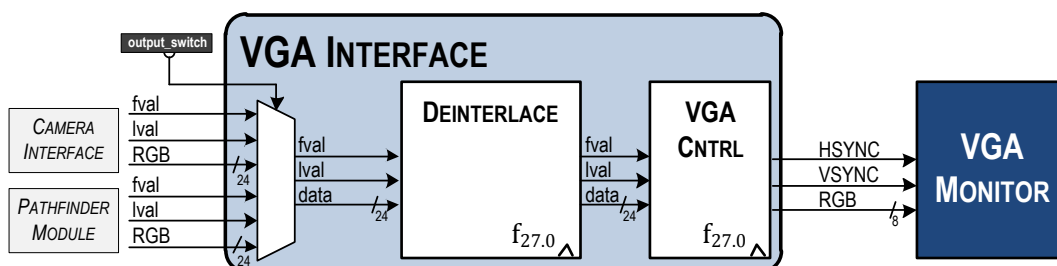 output_switch
VGA INTERFACE
CAMERA
INTERFACE
fval
lval
RGB
24
PATHFINDER
MODULE
fval
lval
RGB
24
fval
lval
data
24
DEINTERLACE
f27.0
fval
lval
data
24
VGA
CNTRL
f27.0
HSYNC
VSYNC
RGB
8
VGA
MONITOR